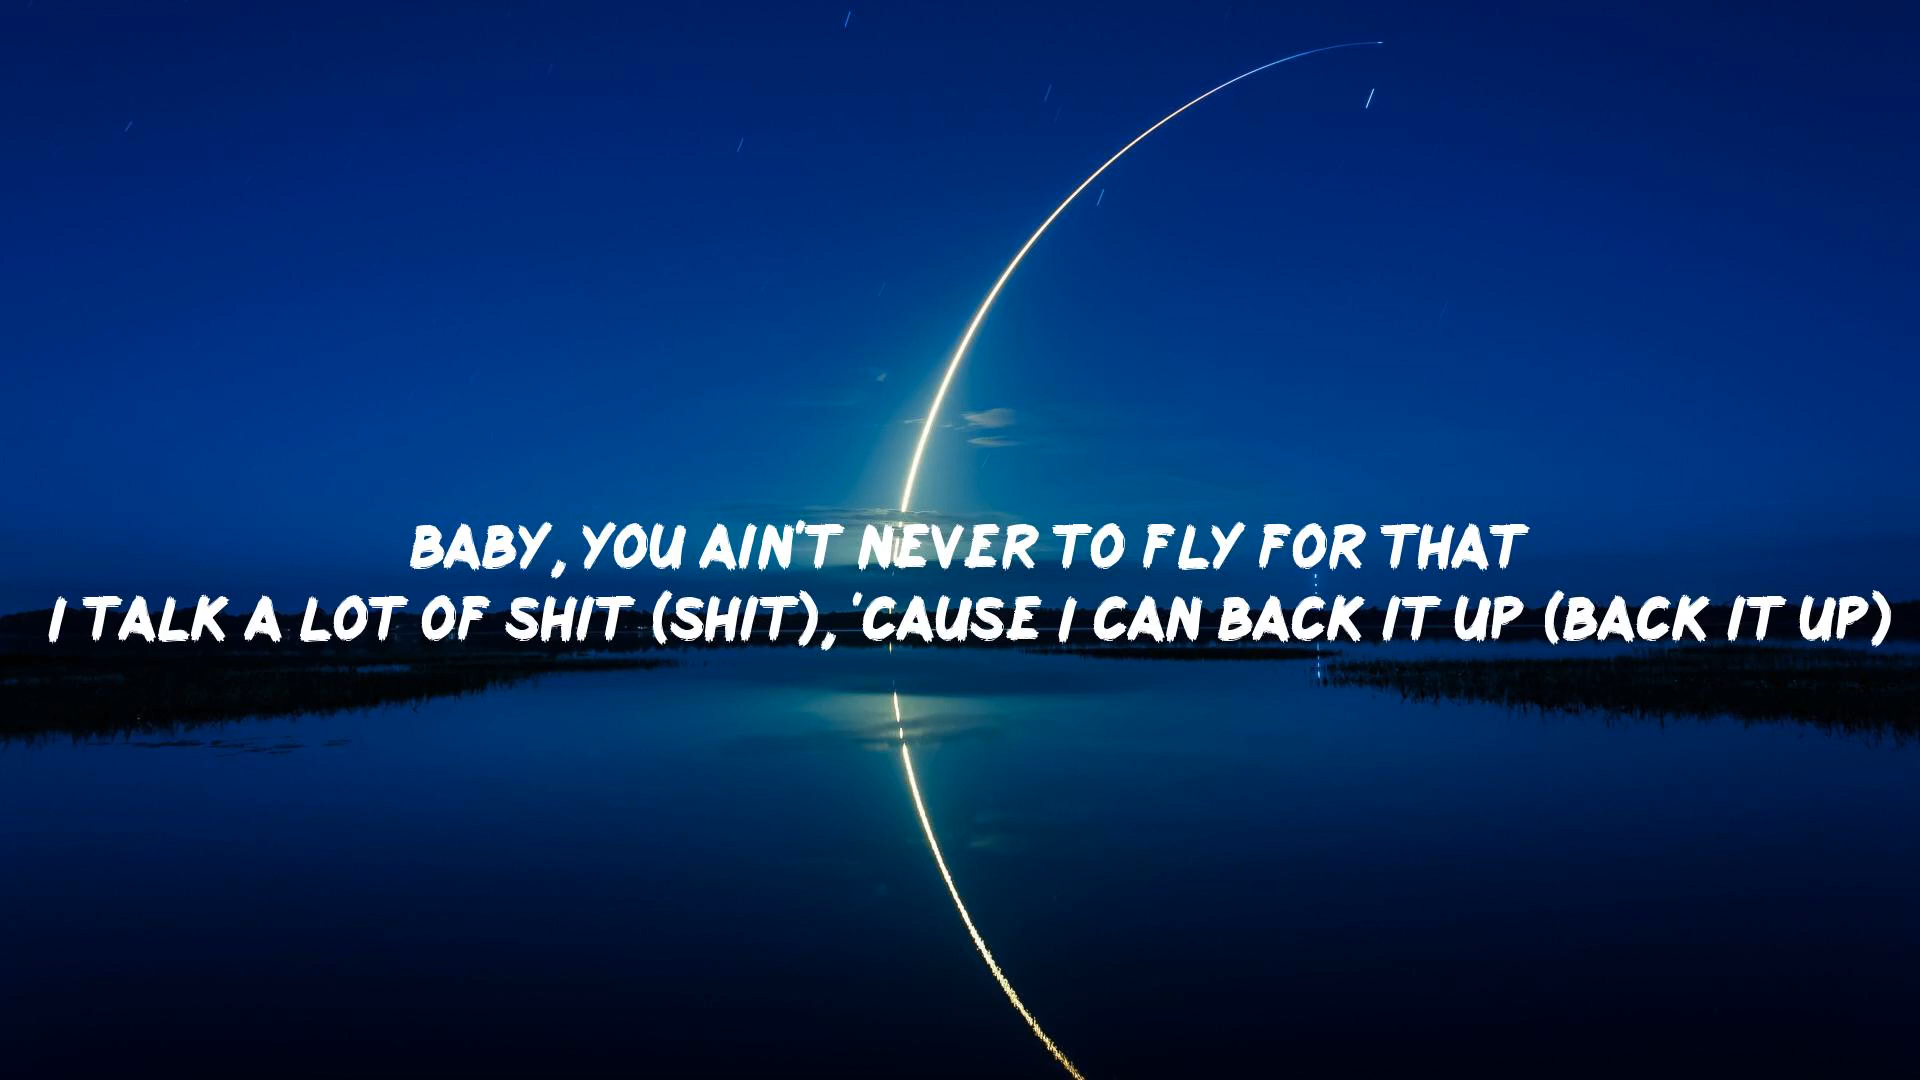 BABY, YOU AIN'T NEVER TO FLY FOR THAT
I TALK A LOT OF SHIT (SHIT), 'CAUSE I CAN BACK IT UP (BACK IT UP)